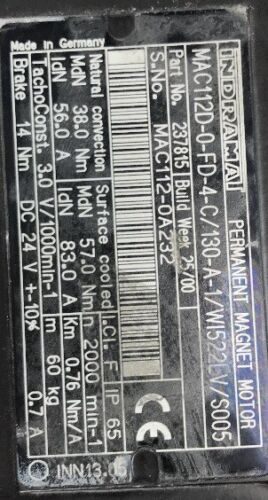 INDRAMAT PERMANENT MAGNET MOTOR
MAC112D-0-FD-4-C/130-A-1/WI522LV/S005
Part No. 237815 Build Week 25/00
S.No. MAC112-0A232
Natural convection Surface cooled I.Cl. F IP 65
MdN 38.0 Nm MdN 57.0 Nm n 2000 min-1
IdN 56.0 A IdN 83.0 A Km 0.76 Nm/A
TachoConst. 3.0 V/1000min-1 m 60 kg
Brake 14 Nm DC 24 V +-10% 0.7 A
Made in Germany
CE
INN13.05